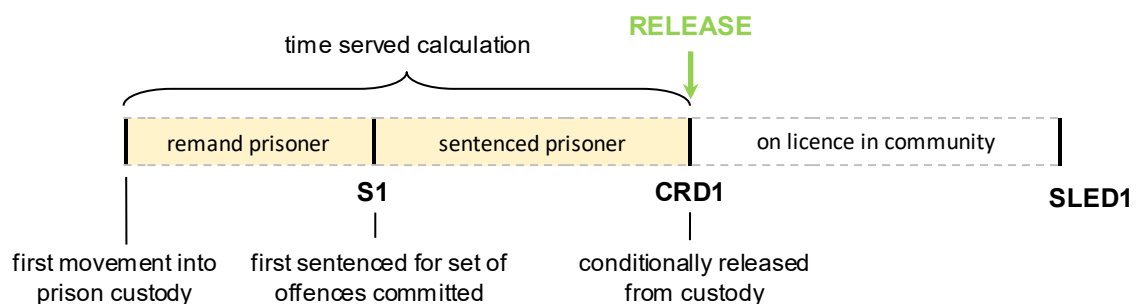 RELEASE
time served calculation
remand prisoner
sentenced prisoner
on licence in community
S1
CRD1
SLED1
first movement into
prison custody
first sentenced for set of
offences committed
conditionally released
from custody